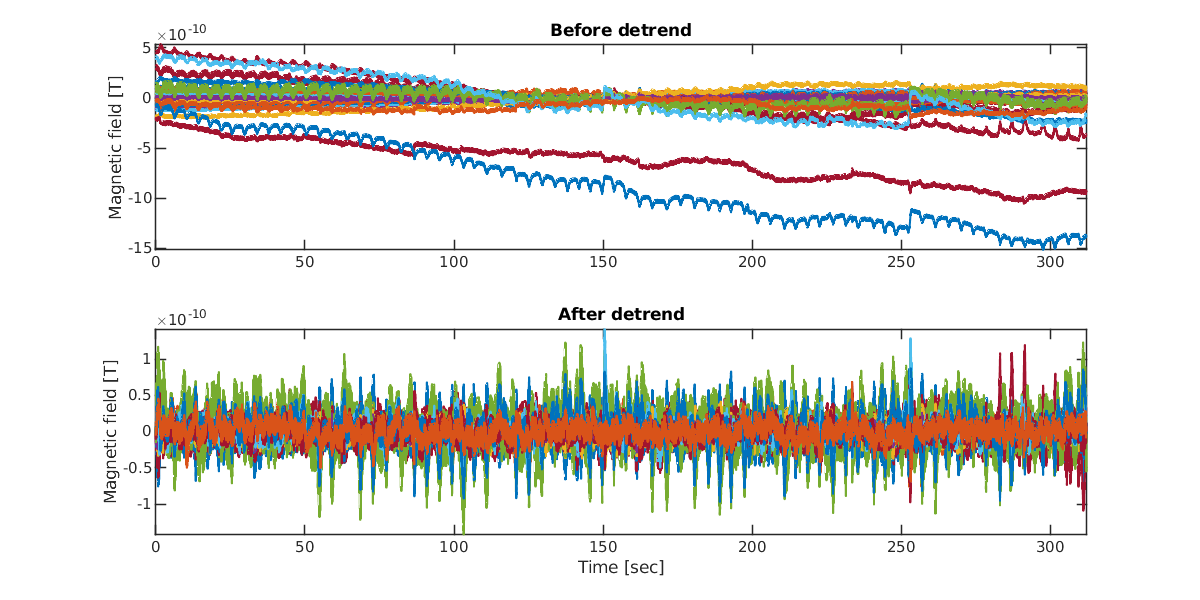 Before detrend
×10^-10
Magnetic field [T]
5
0
-5
-10
-15
0 50 100 150 200 250 300
After detrend
×10^-10
Magnetic field [T]
1
0.5
0
-0.5
-1
0 50 100 150 200 250 300
Time [sec]